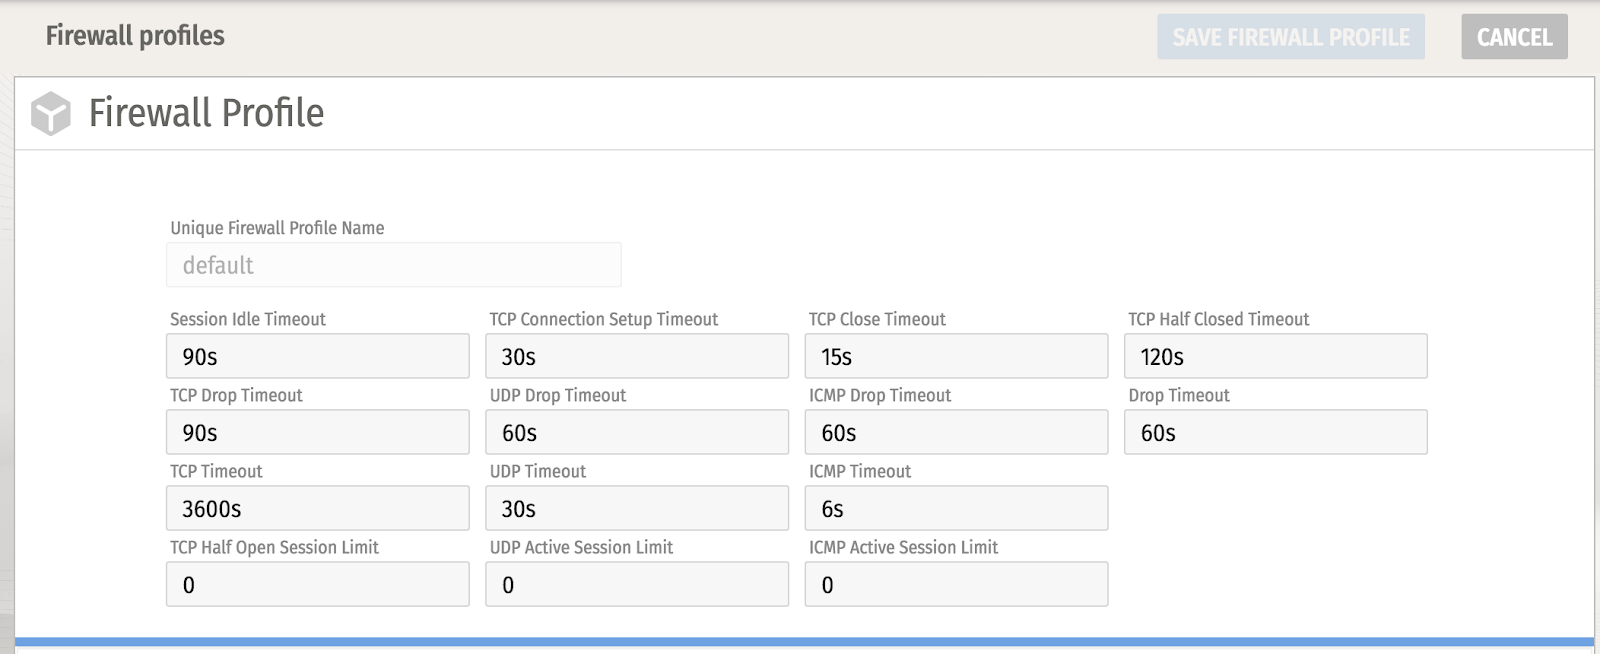 Firewall profiles
SAVE FIREWALL PROFILE
CANCEL
Firewall Profile
Unique Firewall Profile Name
default
Session Idle Timeout
TCP Connection Setup Timeout
TCP Close Timeout
TCP Half Closed Timeout
90s
30s
15s
120s
TCP Drop Timeout
UDP Drop Timeout
ICMP Drop Timeout
Drop Timeout
90s
60s
60s
60s
TCP Timeout
UDP Timeout
ICMP Timeout
3600s
30s
6s
TCP Half Open Session Limit
UDP Active Session Limit
ICMP Active Session Limit
0
0
0